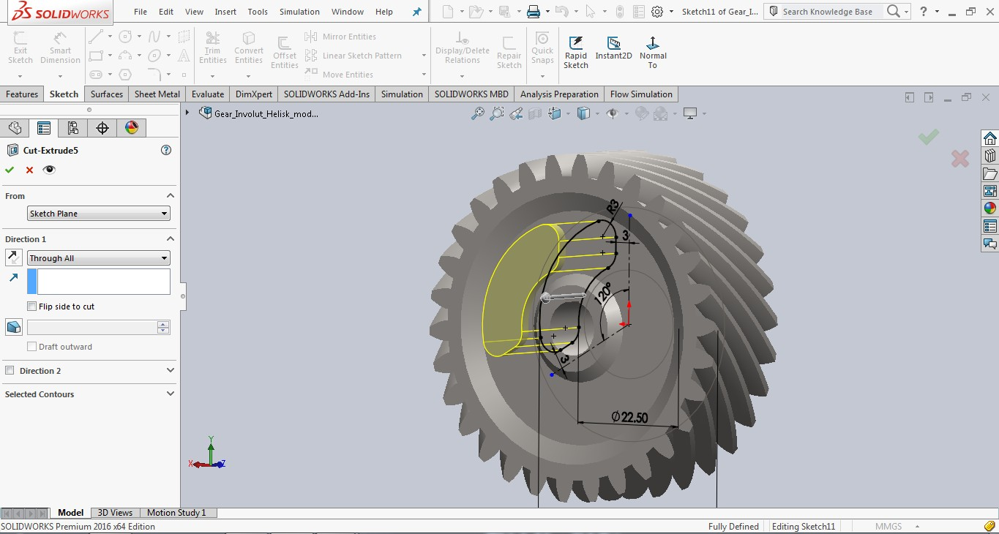 SOLIDWORKS
File Edit View Insert Tools Simulation Window Help
Sketch11 of Gear_I...
Search Knowledge Base
?
Exit Sketch
Smart Dimension
Trim Entities
Convert Entities
Offset Entities
Mirror Entities
Linear Sketch Pattern
Move Entities
Display/Delete Relations
Repair Sketch
Quick Snaps
Rapid Sketch
Instant2D
Normal To
Features Sketch Surfaces Sheet Metal Evaluate DimXpert SOLIDWORKS Add-Ins Simulation SOLIDWORKS MBD Analysis Preparation Flow Simulation
Gear_Involut_Helisk_mod...
Cut-Extrude5
?
From
Sketch Plane
Direction 1
Through All
Flip side to cut
Draft outward
Direction 2
Selected Contours
R3
3
120°
3
Ø22.50
Y
X
Z
Model 3D Views Motion Study 1
SOLIDWORKS Premium 2016 x64 Edition
Fully Defined
Editing Sketch11
MMGS